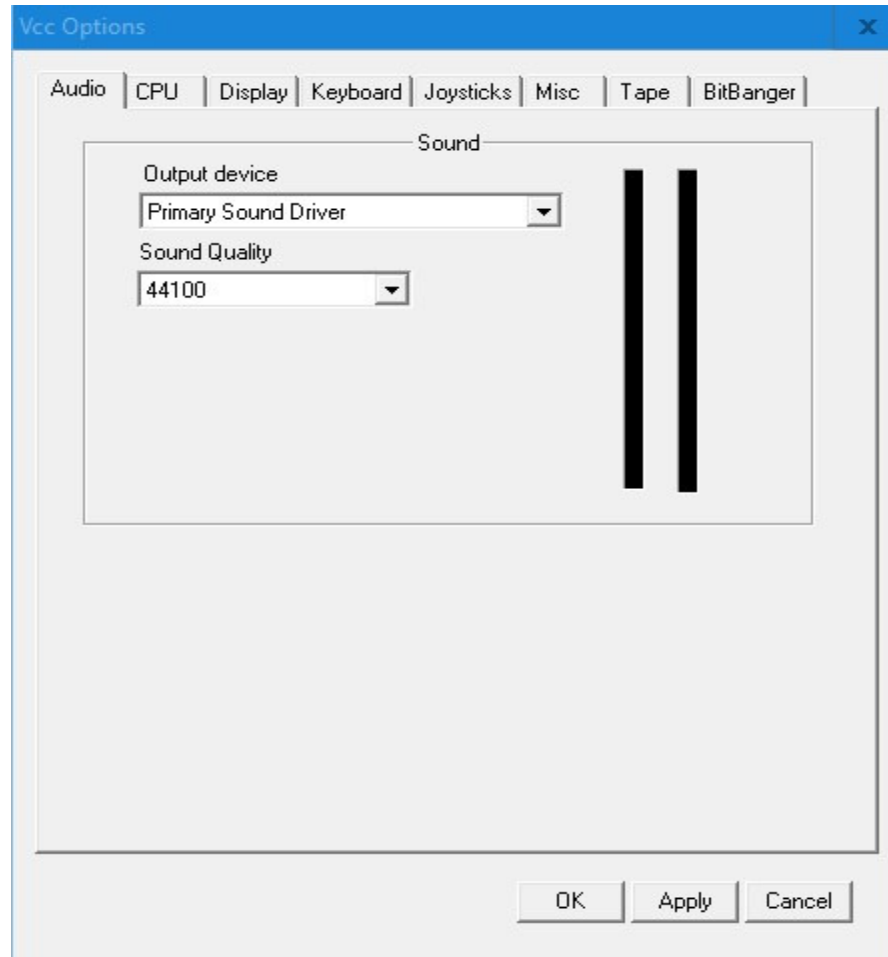 Vcc Options
Audio CPU Display Keyboard Joysticks Misc Tape BitBanger
Sound
Output device
Primary Sound Driver
Sound Quality
44100
OK Apply Cancel